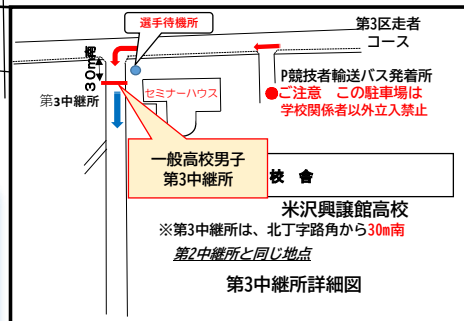 選手待機所
第3区走者
コース
30m南
第3中継所
セミナーハウス
P競技者輸送バス発着所
●ご注意 この駐車場は
学校関係者以外立入禁止
一般高校男子
第3中継所
校 舎
米沢興譲館高校
※第3中継所は、北丁字路角から30m南
第2中継所と同じ地点
第3中継所詳細図